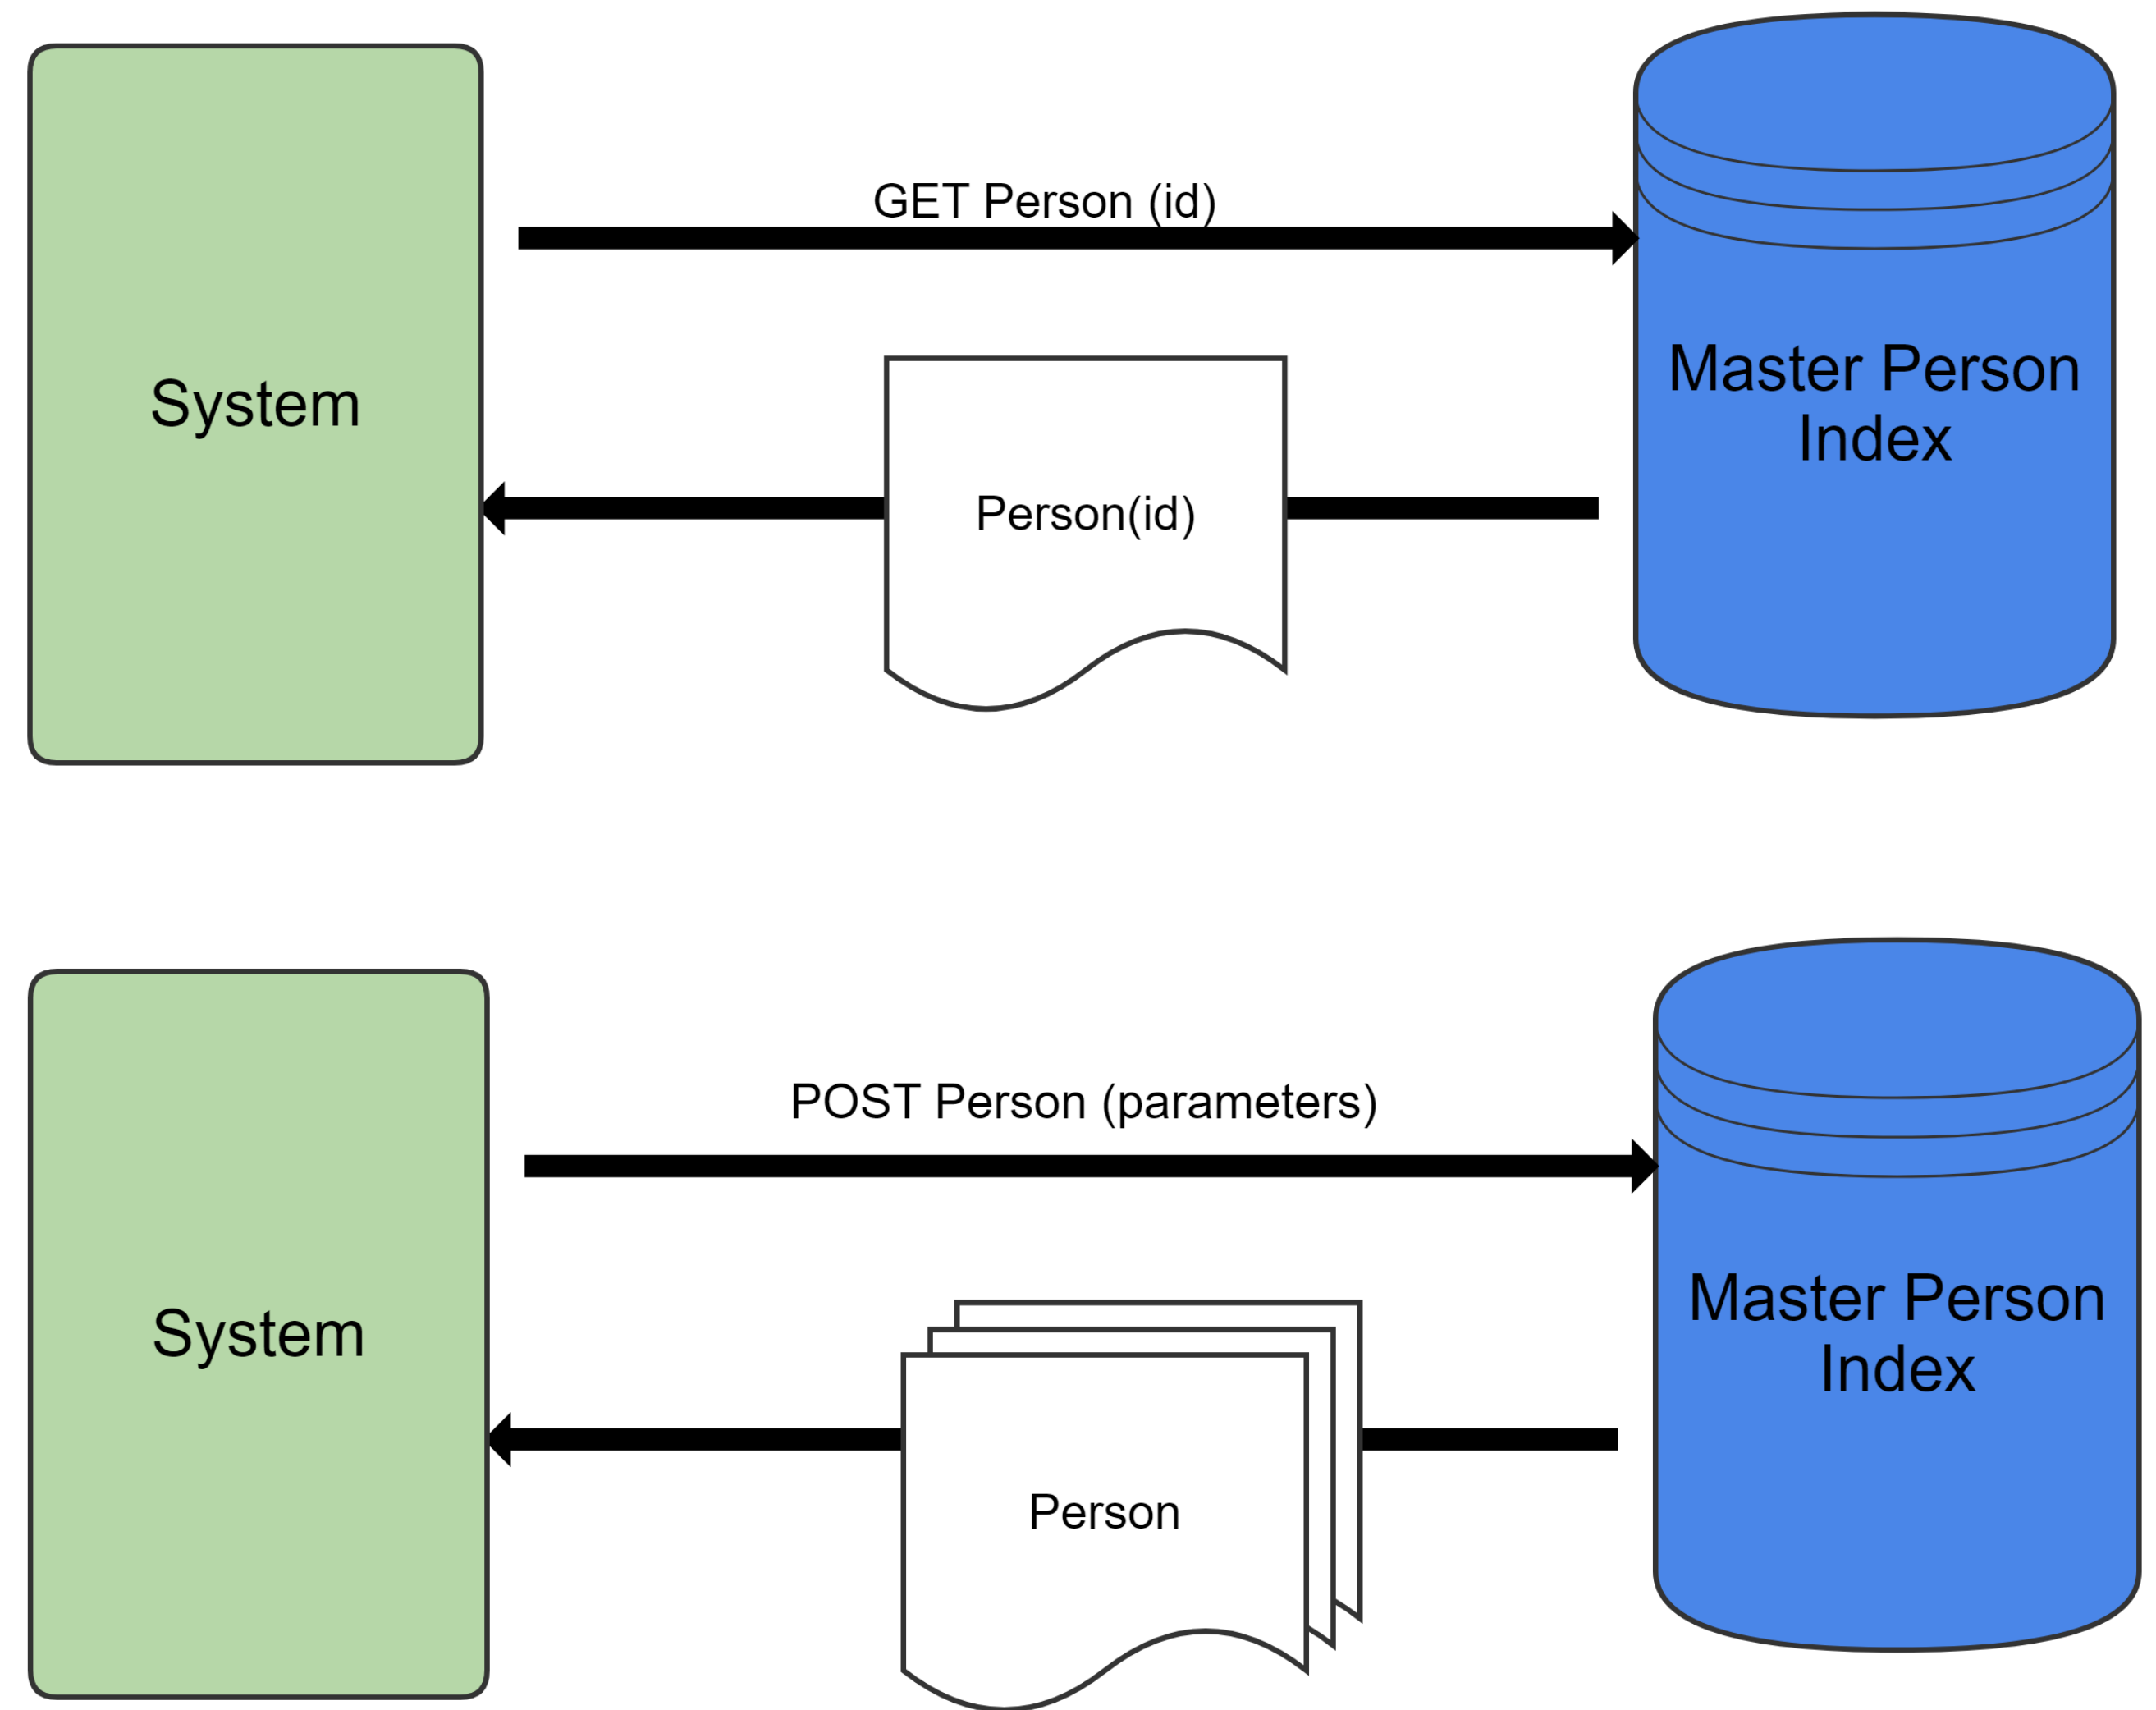 GET Person (id)
System
Master Person
Index
Person(id)
POST Person (parameters)
System
Master Person
Index
Person